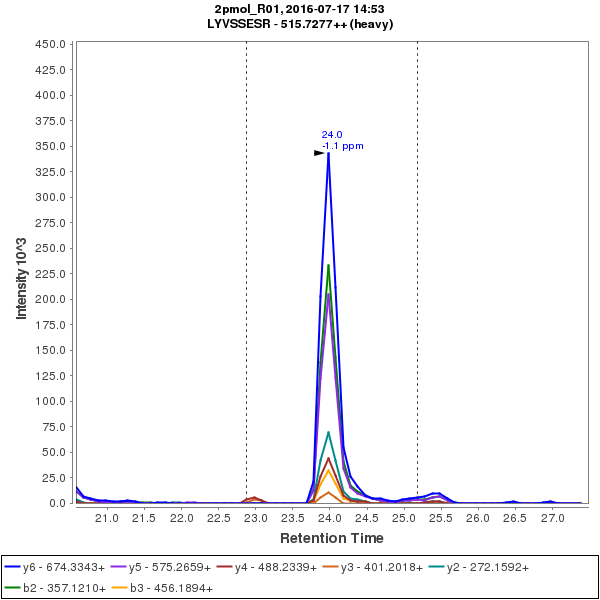 2pmol_R01, 2016-07-17 14:53
LYVSSESR - 515.7277++ (heavy)
450.0
425.0
400.0
375.0
350.0
325.0
300.0
275.0
250.0
225.0
200.0
175.0
150.0
125.0
100.0
75.0
50.0
25.0
0.0
Intensity 10^3
24.0
-1.1 ppm
21.0 21.5 22.0 22.5 23.0 23.5 24.0 24.5 25.0 25.5 26.0 26.5 27.0
Retention Time
y6 - 674.3343+ y5 - 575.2659+ y4 - 488.2339+ y3 - 401.2018+ y2 - 272.1592+
b2 - 357.1210+ b3 - 456.1894+